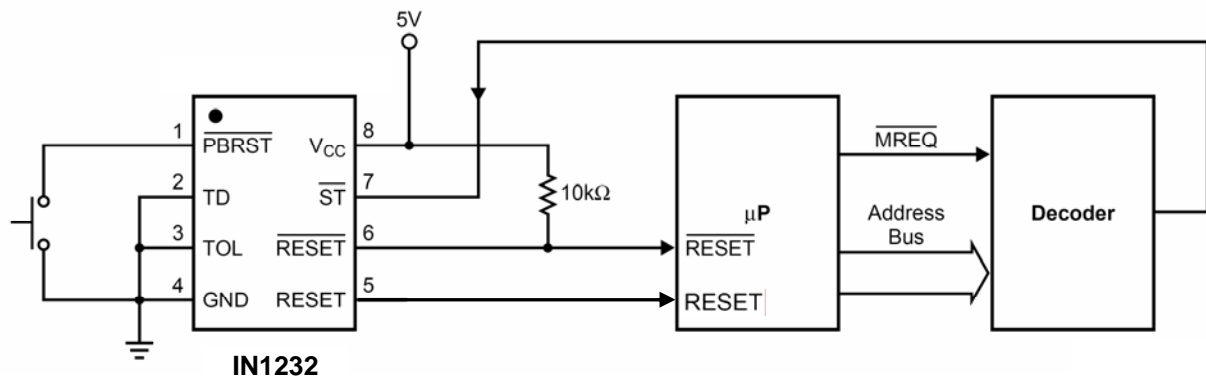 5V
1
PBRST
VCC
8
MREQ
2
TD
ST
7
10kΩ
μP
Address
Bus
Decoder
3
TOL
RESET
6
RESET
4
GND
RESET
5
RESET
IN1232